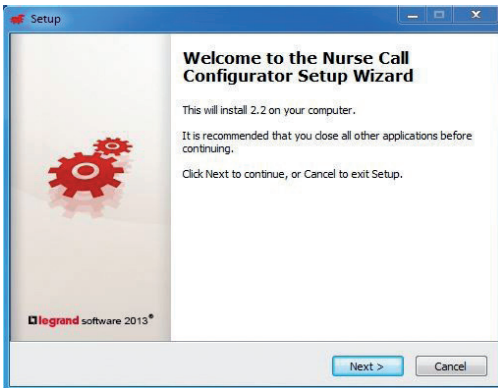 Setup
Welcome to the Nurse Call
Configurator Setup Wizard
This will install 2.2 on your computer.
It is recommended that you close all other applications before
continuing.
Click Next to continue, or Cancel to exit Setup.
legrand software 2013®
Next >
Cancel